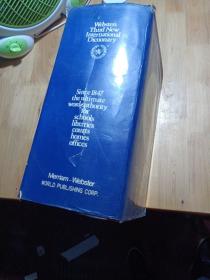 Webster's
Third New
International
Dictionary
Since 1847
the ultimate
word authority
for
schools
libraries
courts
homes
offices
Merriam-Webster
WORLD PUBLISHING CORP.